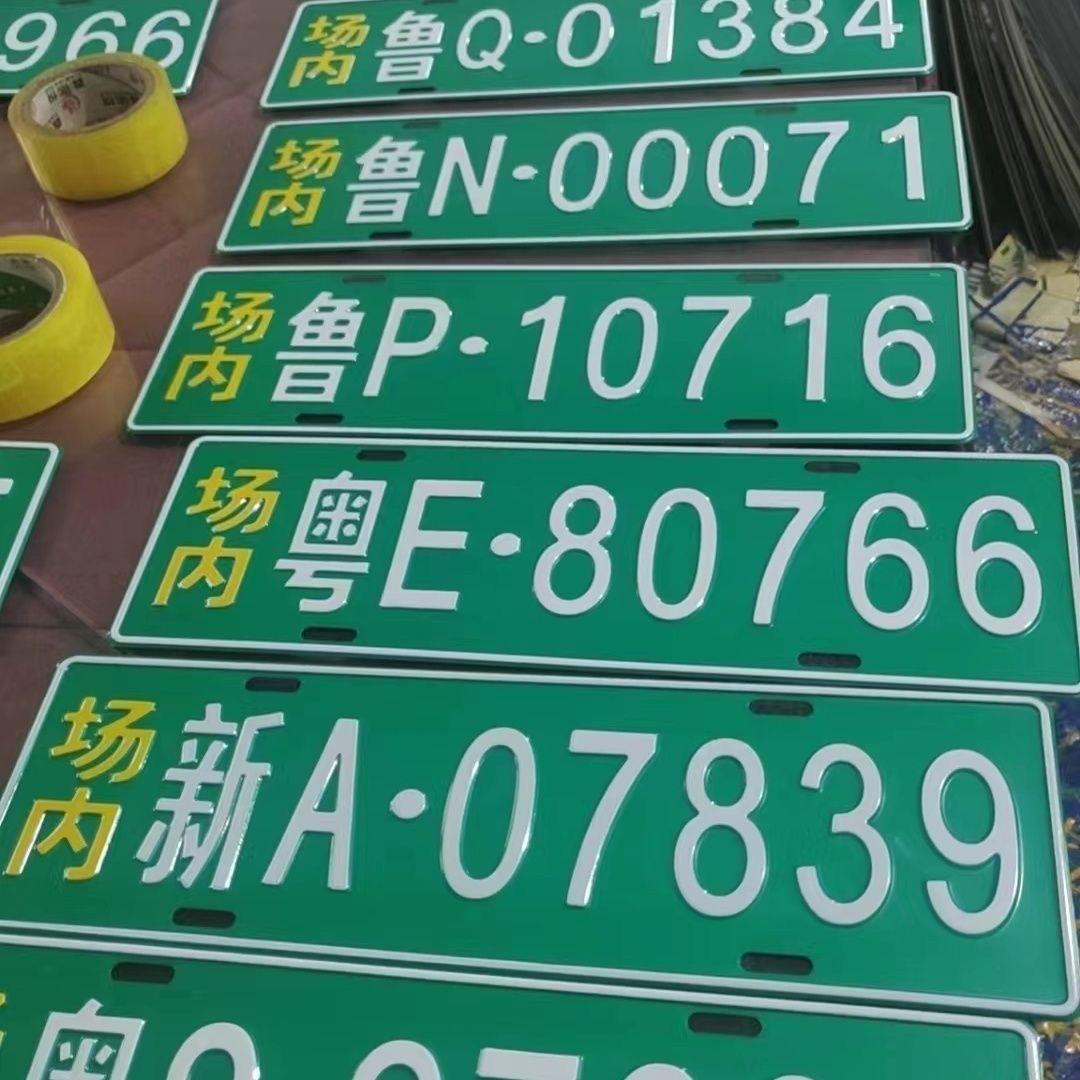 966
场内 鲁Q·01384
场内 鲁N·00071
场内 鲁P·10716
场内 粤E·80766
场内 新A·07839
粤